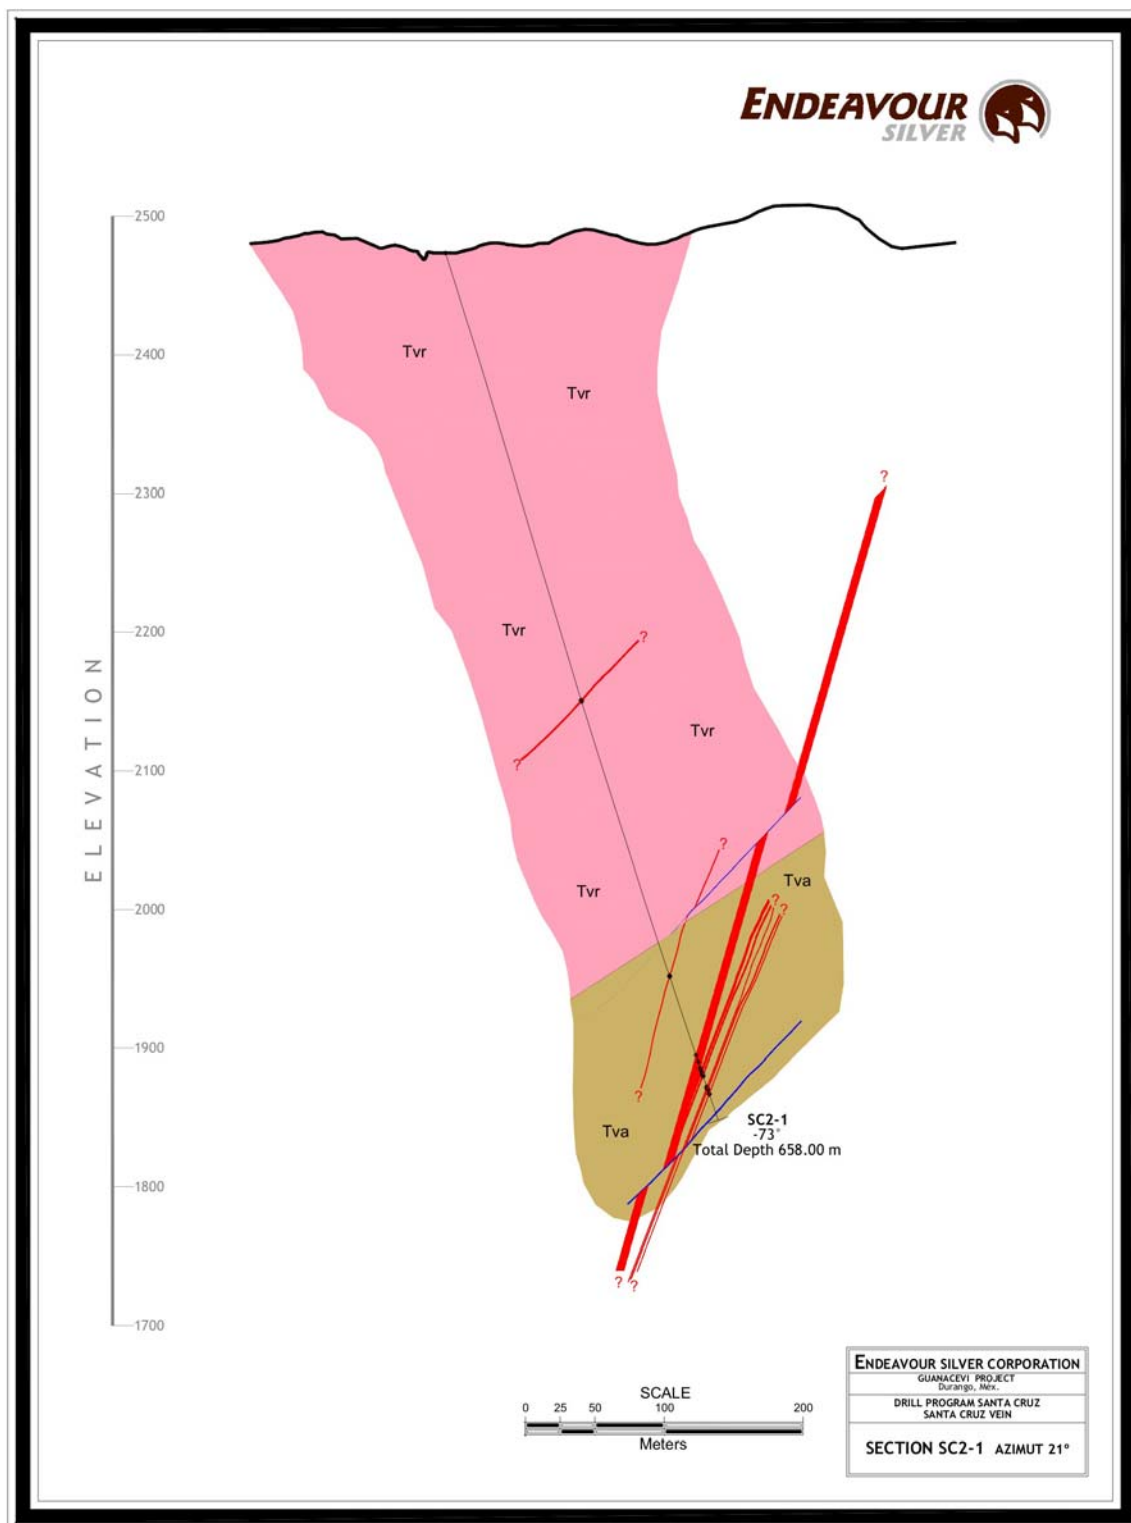 ENDEAVOUR
SILVER
2500
2400
Tvr
Tvr
2300
?
2200
Tvr
?
ELEVATION
Tvr
2100
?
?
2000
Tvr
Tva
?
?
1900
?
Tva
SC2-1
-73°
Total Depth 658.00 m
1800
?
?
1700
SCALE
0 25 50 100 200
Meters
ENDEAVOUR SILVER CORPORATION
GUANACEVI PROJECT
Durango, Méx.
DRILL PROGRAM SANTA CRUZ
SANTA CRUZ VEIN
SECTION SC2-1 AZIMUT 21°